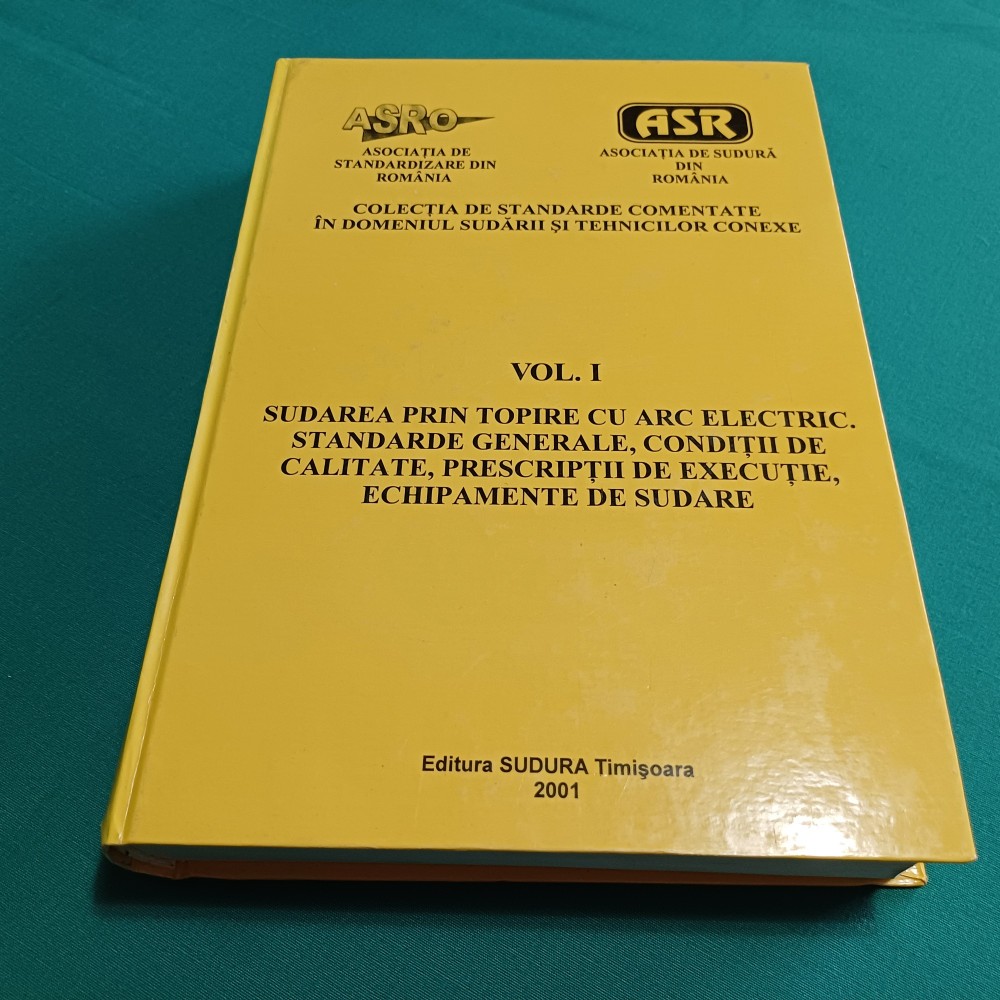 ASRO
ASOCIAȚIA DE
STANDARDIZARE DIN
ROMÂNIA
ASR
ASOCIAȚIA DE SUDURĂ
DIN
ROMÂNIA
COLECȚIA DE STANDARDE COMENTATE
ÎN DOMENIUL SUDĂRII ȘI TEHNICILOR CONEXE
VOL. I
SUDAREA PRIN TOPIRE CU ARC ELECTRIC.
STANDARDE GENERALE, CONDIȚII DE
CALITATE, PRESCRIPȚII DE EXECUȚIE,
ECHIPAMENTE DE SUDARE
Editura SUDURA Timișoara
2001